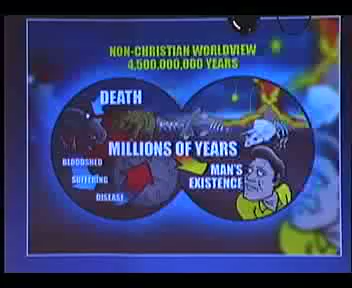 NON-CHRISTIAN WORLDVIEW
4,500,000,000 YEARS
DEATH
MILLIONS OF YEARS
BLOODSHED
SUFFERING
DISEASE
MAN'S
EXISTENCE